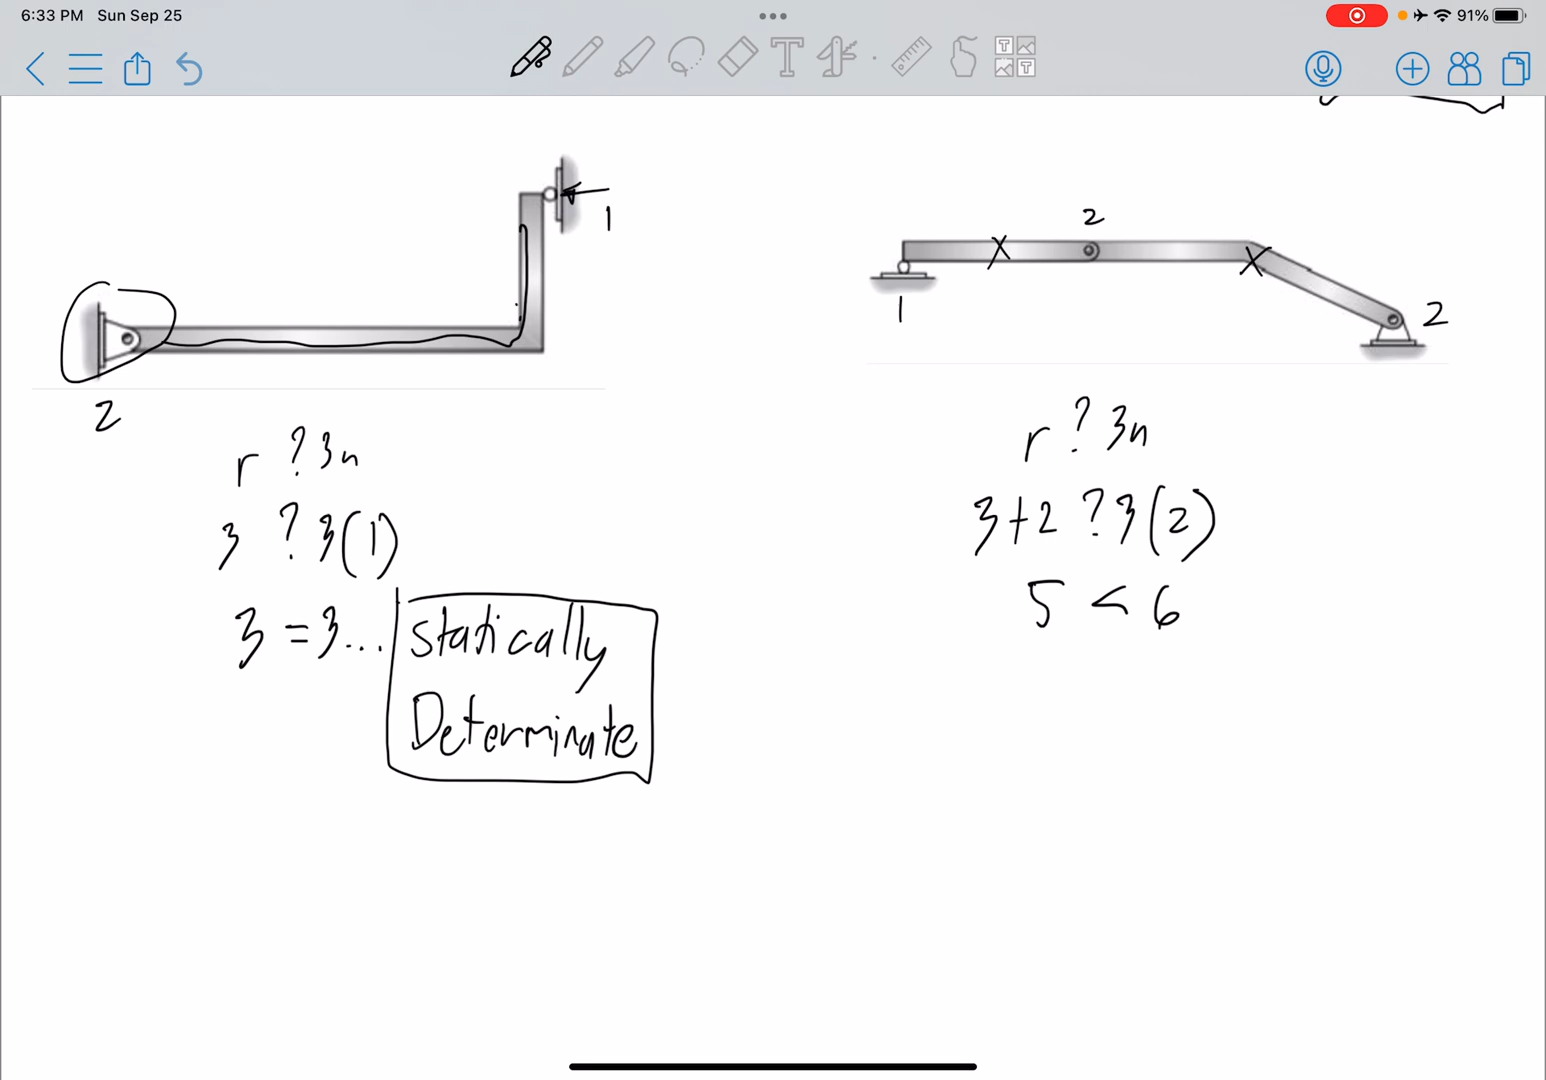 6:33 PM Sun Sep 25
91%
1
2
r ? 3n
3 ? 3(1)
3 = 3...
Statically
Determinate
2
1
2
r ? 3n
3+2 ? 3(2)
5 < 6